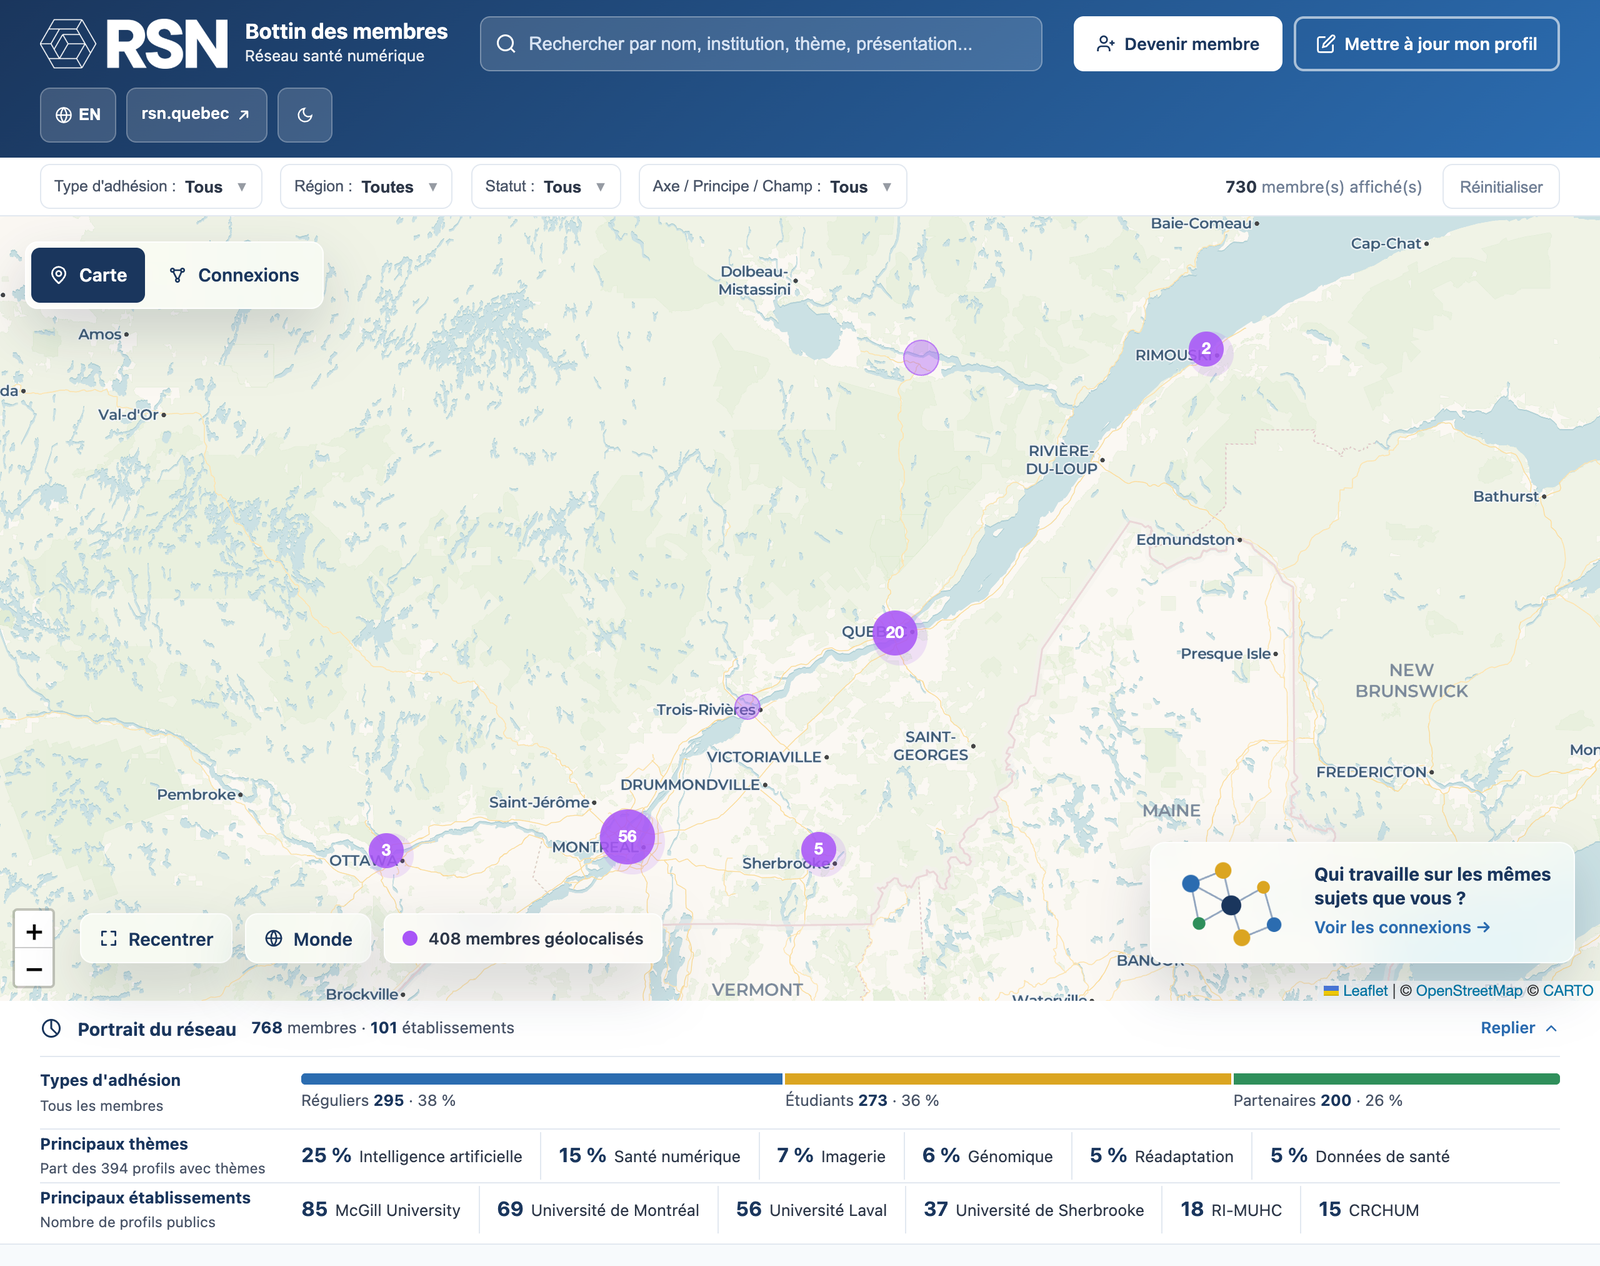 RSN
Bottin des membres
Réseau santé numérique
Rechercher par nom, institution, thème, présentation...
Devenir membre
Mettre à jour mon profil
EN
rsn.quebec ↗
Type d'adhésion : Tous ▼
Région : Toutes ▼
Statut : Tous ▼
Axe / Principe / Champ : Tous ▼
730 membre(s) affiché(s)
Réinitialiser
Carte
Connexions
Baie-Comeau
Cap-Chat
Dolbeau-
Mistassini
Amos
RIMOUSKI
2
da
Val-d'Or
RIVIÈRE-
DU-LOUP
Bathurst
Edmundston
QUE
20
Presque Isle
NEW
BRUNSWICK
Trois-Rivières
SAINT-
GEORGES
VICTORIAVILLE
Mon
FREDERICTON
DRUMMONDVILLE
Pembroke
Saint-Jérôme
MAINE
56
MONTREAL
3
OTTAWA
5
Sherbrooke
Qui travaille sur les mêmes
sujets que vous ?
Voir les connexions →
+
−
Recentrer
Monde
408 membres géolocalisés
BANGOR
VERMONT
Brockville
Waterville
Leaflet | © OpenStreetMap © CARTO
Portrait du réseau
768 membres · 101 établissements
Replier
Types d'adhésion
Tous les membres
Réguliers 295 · 38 %
Étudiants 273 · 36 %
Partenaires 200 · 26 %
Principaux thèmes
Part des 394 profils avec thèmes
25 % Intelligence artificielle
15 % Santé numérique
7 % Imagerie
6 % Génomique
5 % Réadaptation
5 % Données de santé
Principaux établissements
Nombre de profils publics
85 McGill University
69 Université de Montréal
56 Université Laval
37 Université de Sherbrooke
18 RI-MUHC
15 CRCHUM